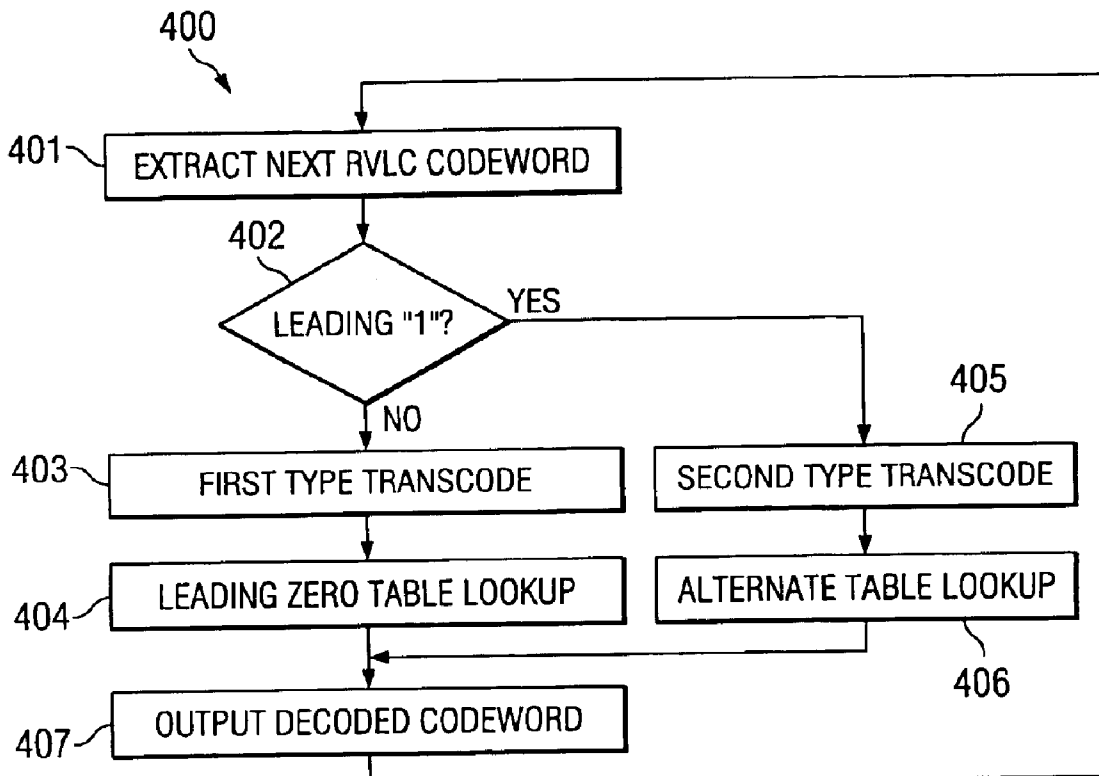 400
401
EXTRACT NEXT RVLC CODEWORD
402
LEADING "1"?
YES
NO
405
403
FIRST TYPE TRANSCODE
SECOND TYPE TRANSCODE
404
LEADING ZERO TABLE LOOKUP
ALTERNATE TABLE LOOKUP
406
407
OUTPUT DECODED CODEWORD